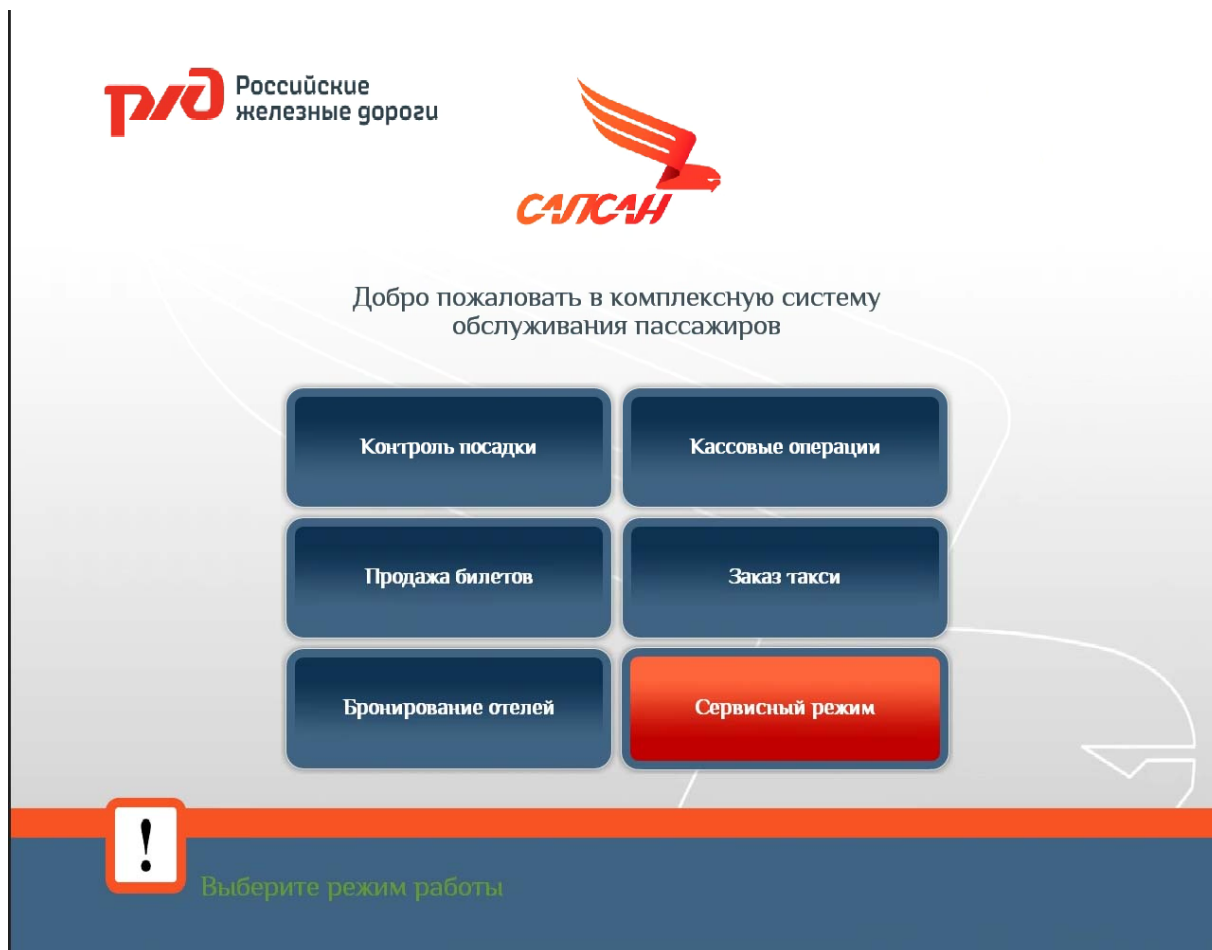 РЖД
Российские
железные дороги
САПСАН
Добро пожаловать в комплексную систему
обслуживания пассажиров
Контроль посадки
Кассовые операции
Продажа билетов
Заказ такси
Бронирование отелей
Сервисный режим
!
Выберите режим работы